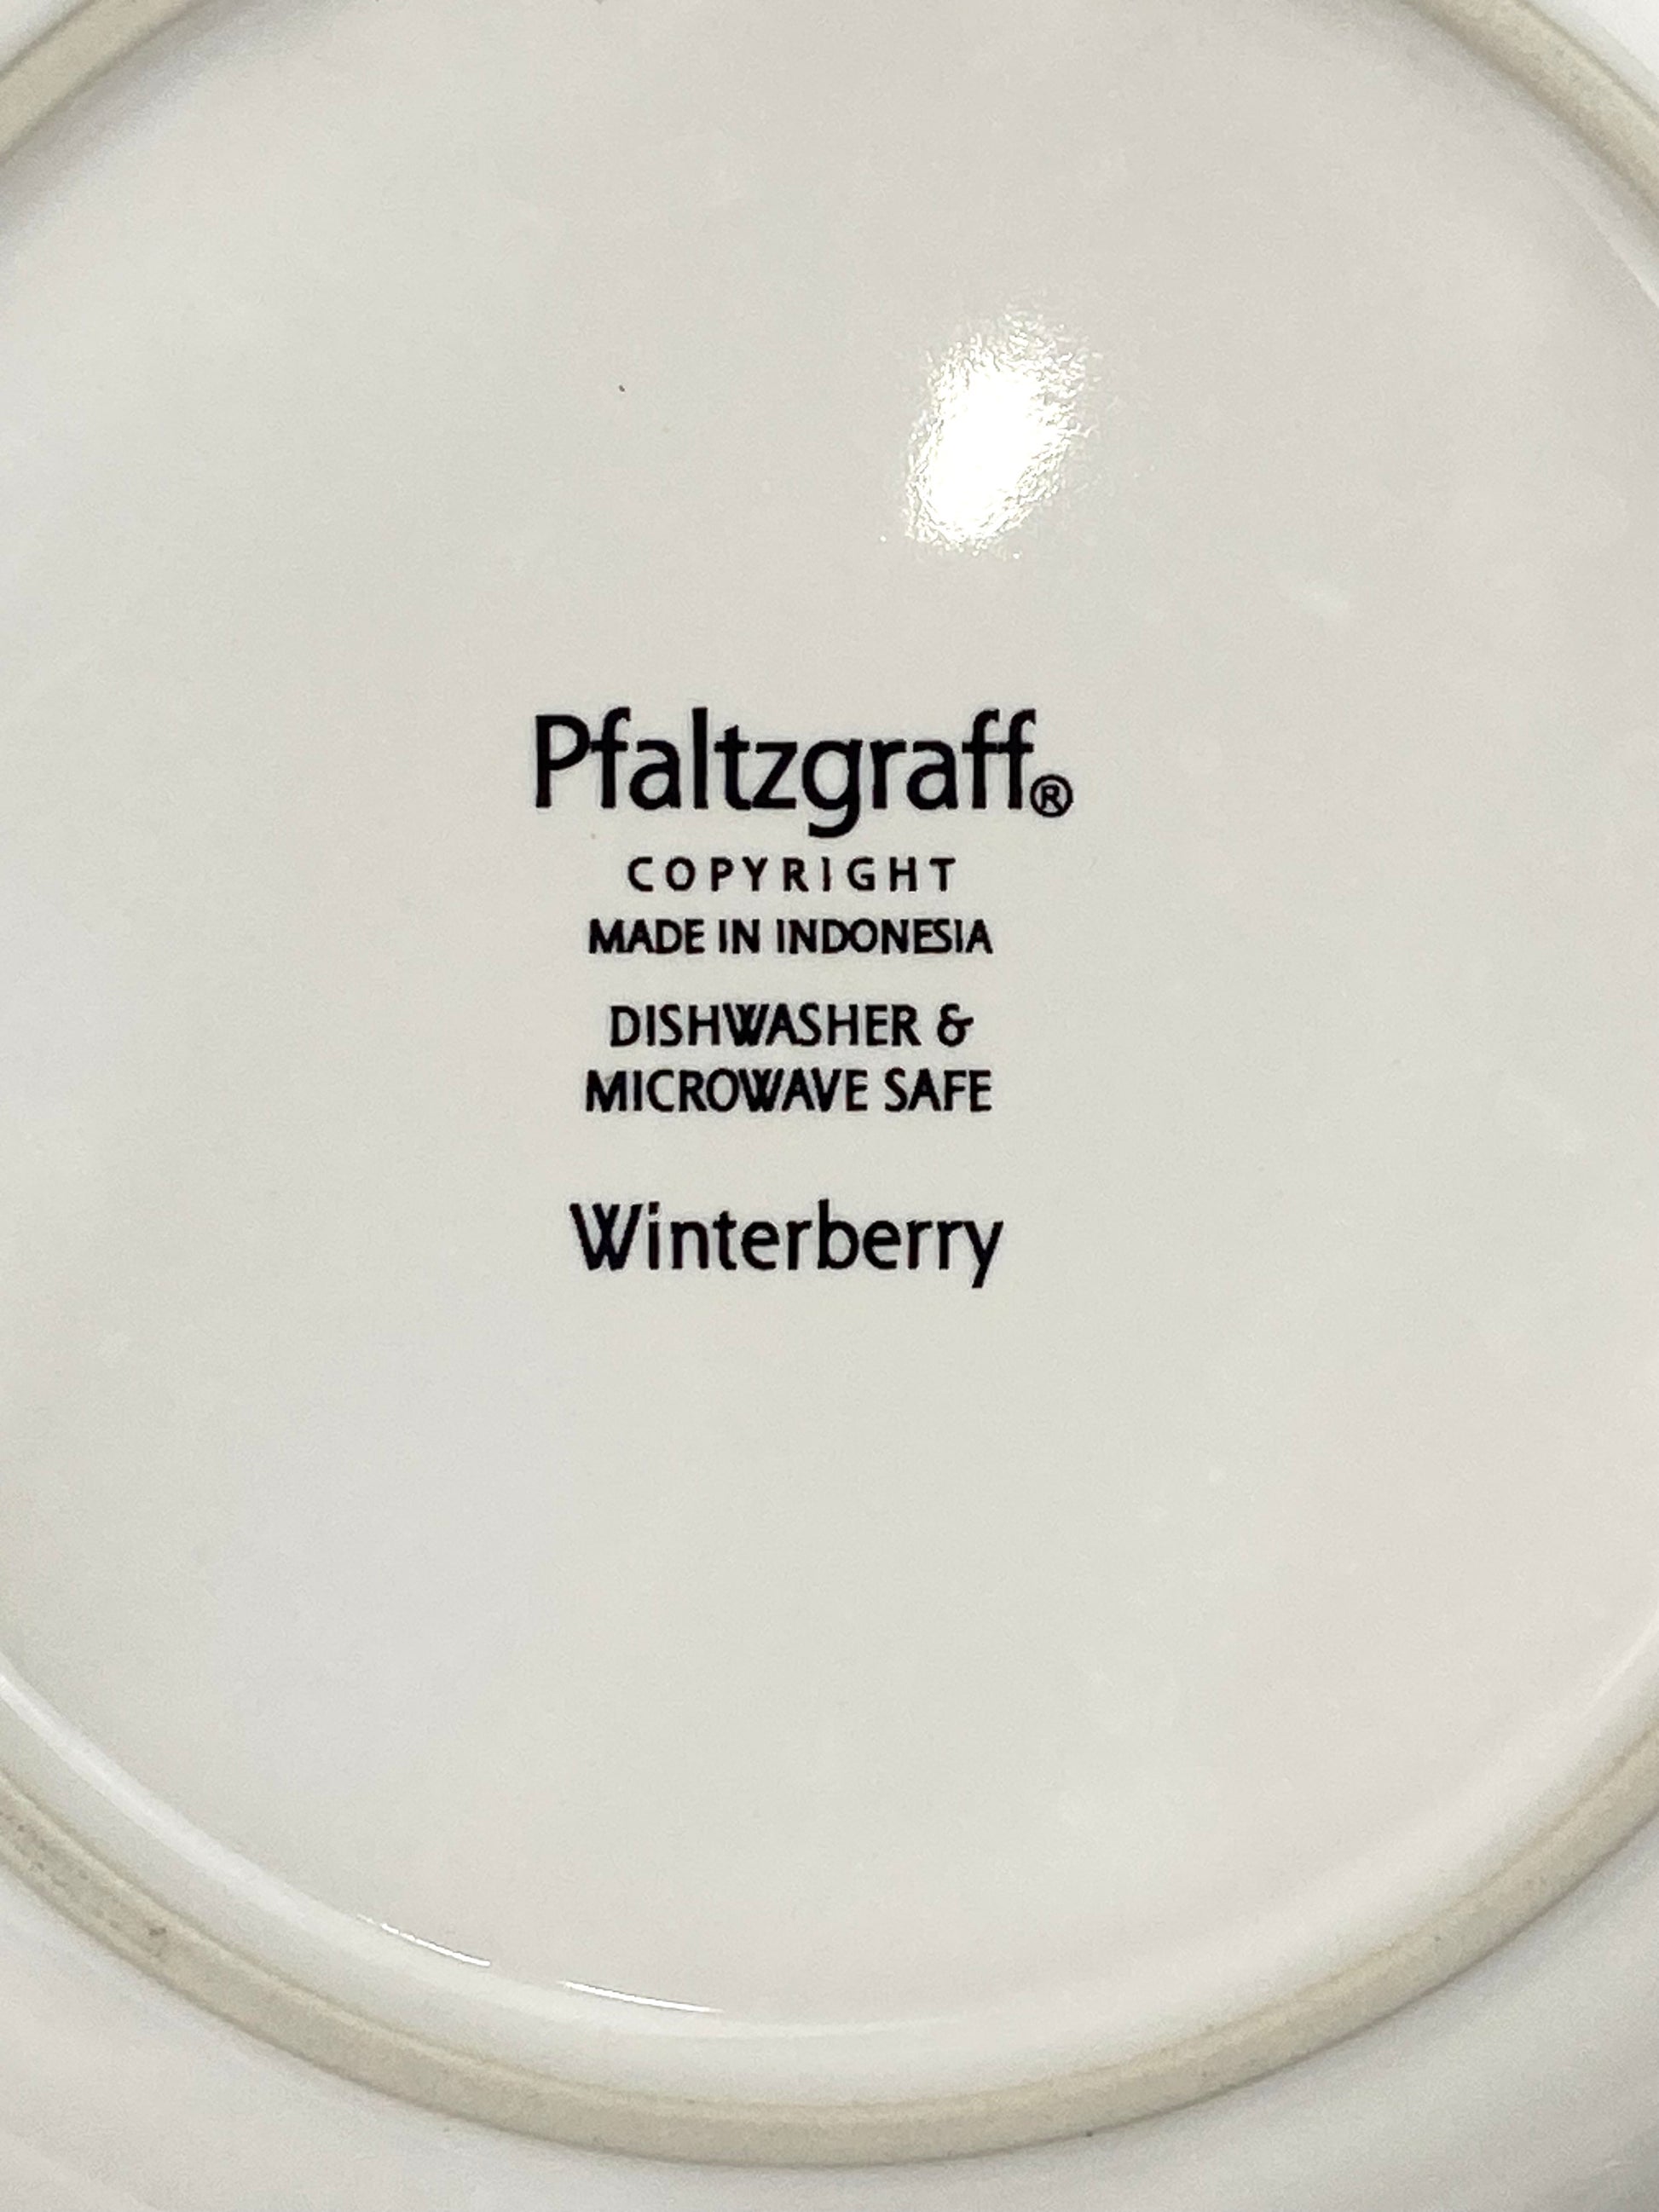 Pfaltzgraff®
COPYRIGHT
MADE IN INDONESIA
DISHWASHER &
MICROWAVE SAFE
Winterberry